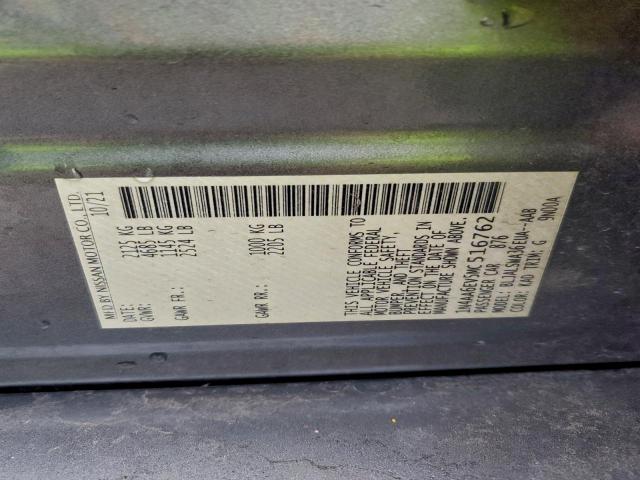 MFD BY NISSAN MOTOR CO., LTD.
DATE: 10/21
GVWR: 2125 KG
4685 LB
GAWR FR.: 1145 KG
2524 LB
GAWR RR.: 1000 KG
2205 LB
THIS VEHICLE CONFORMS TO
ALL APPLICABLE FEDERAL
MOTOR VEHICLE SAFETY,
BUMPER, AND THEFT
PREVENTION STANDARDS IN
EFFECT ON THE DATE OF
MANUFACTURE SHOWN ABOVE.
PASSENGER CAR
COLOR: KAD TRIM: G